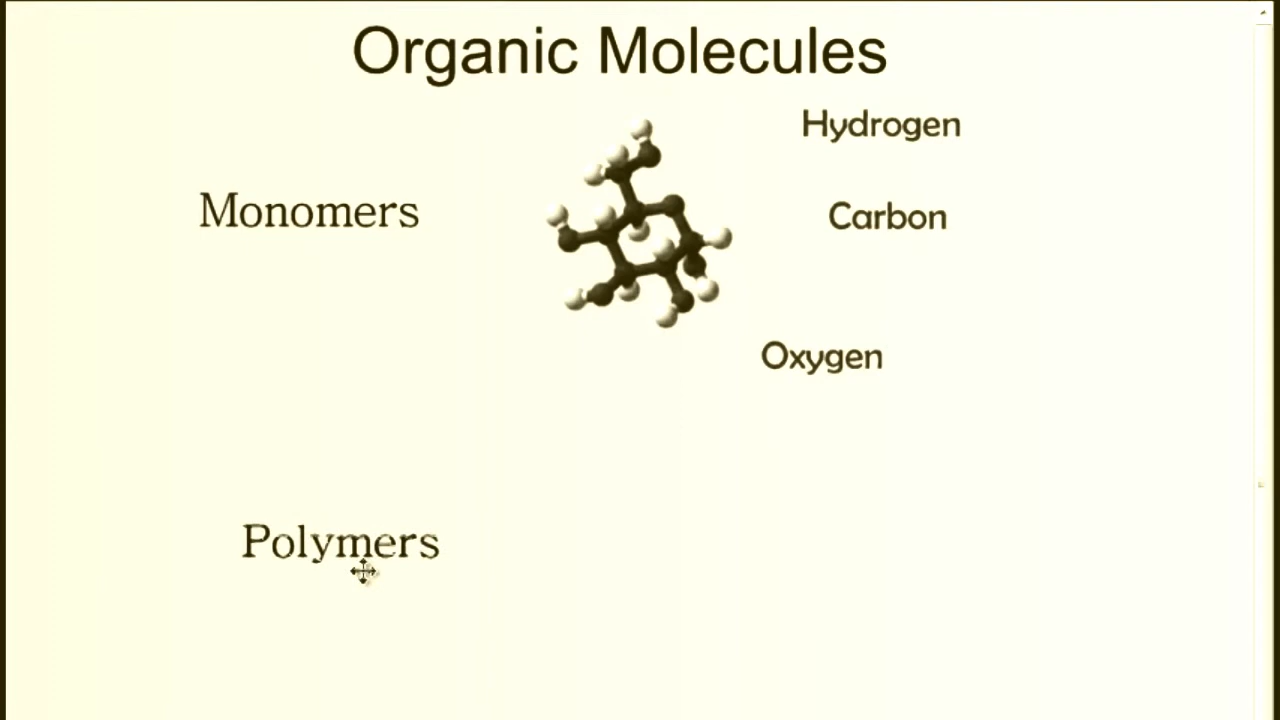 Organic Molecules
Hydrogen
Monomers
Carbon
Oxygen
Polymers